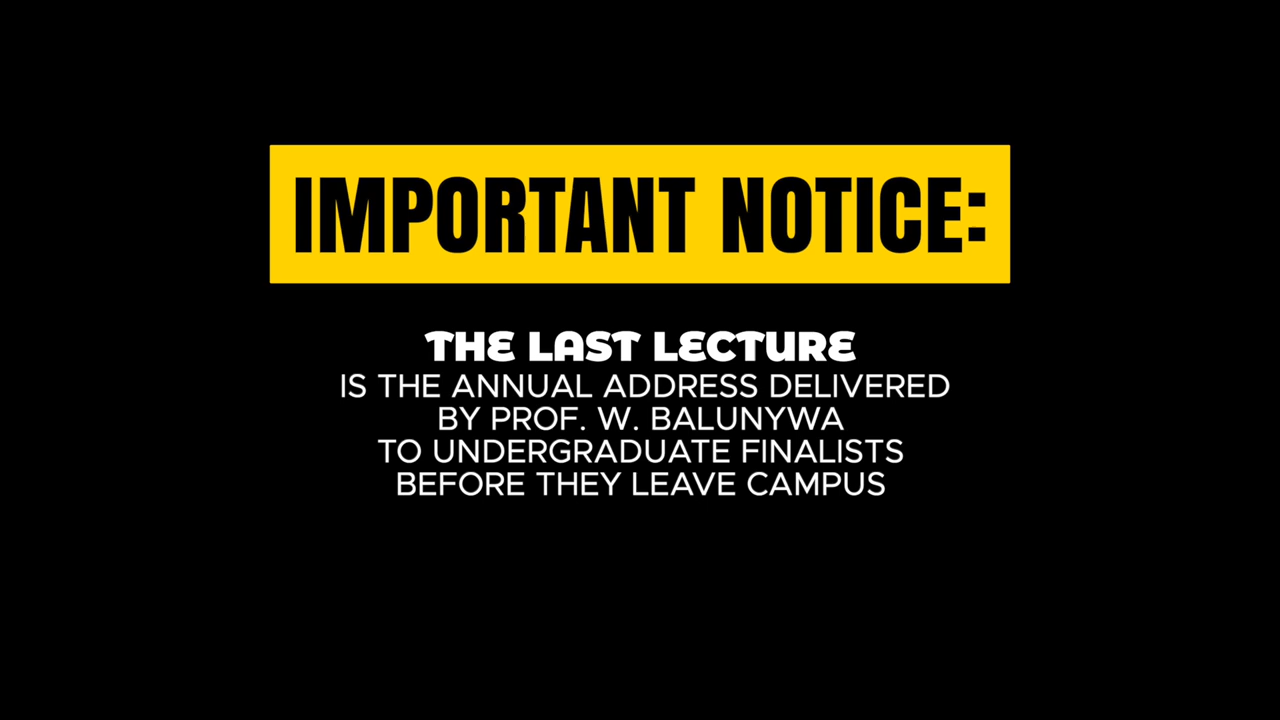 IMPORTANT NOTICE:
THE LAST LECTURE
IS THE ANNUAL ADDRESS DELIVERED
BY PROF. W. BALUNYWA
TO UNDERGRADUATE FINALISTS
BEFORE THEY LEAVE CAMPUS